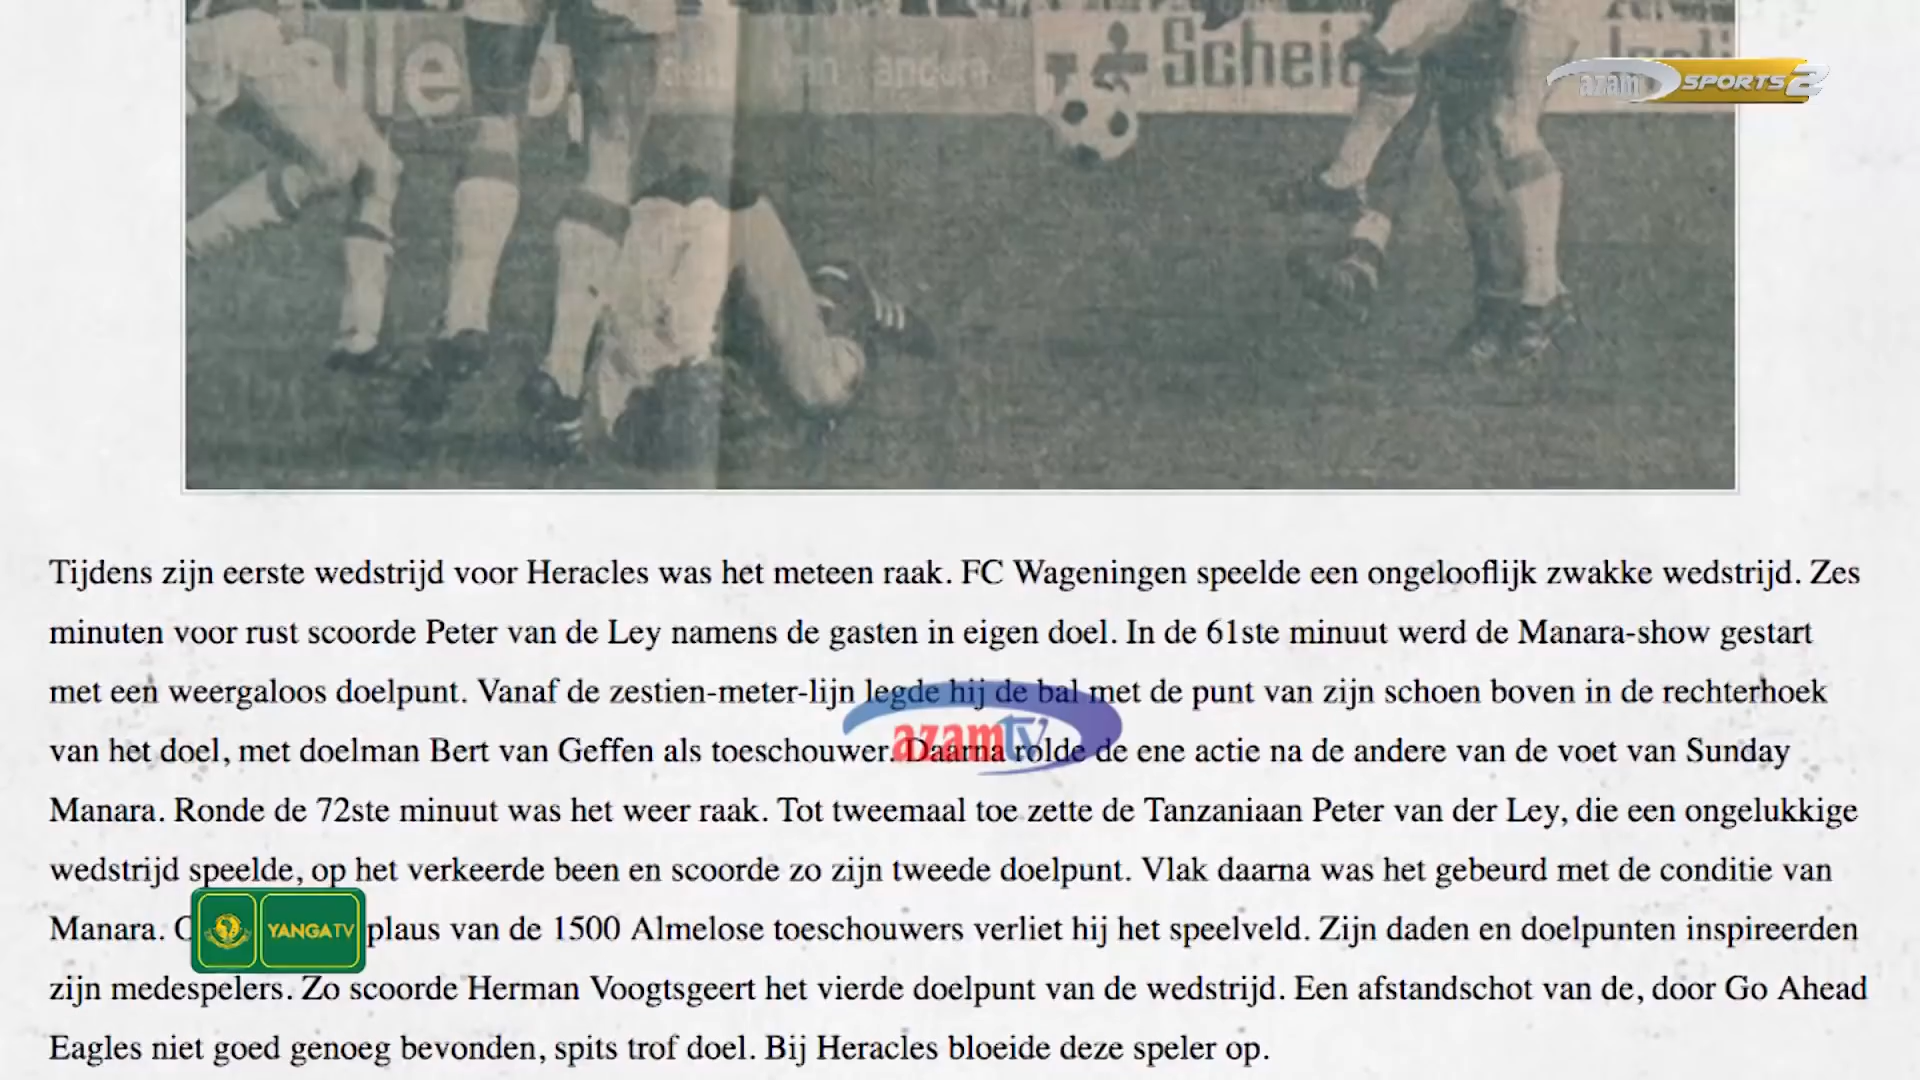 alle
Scheid
azam SPORTS 2
Tijdens zijn eerste wedstrijd voor Heracles was het meteen raak. FC Wageningen speelde een ongelooflijk zwakke wedstrijd. Zes
minuten voor rust scoorde Peter van de Ley namens de gasten in eigen doel. In de 61ste minuut werd de Manara-show gestart
met een weergaloos doelpunt. Vanaf de zestien-meter-lijn legde hij de bal met de punt van zijn schoen boven in de rechterhoek
van het doel, met doelman Bert van Geffen als toeschouwer. Daarna rolde de ene actie na de andere van de voet van Sunday
azamtv
Manara. Ronde de 72ste minuut was het weer raak. Tot tweemaal toe zette de Tanzaniaan Peter van der Ley, die een ongelukkige
wedstrijd speelde, op het verkeerde been en scoorde zo zijn tweede doelpunt. Vlak daarna was het gebeurd met de conditie van
Manara. plaus van de 1500 Almelose toeschouwers verliet hij het speelveld. Zijn daden en doelpunten inspireerden
YANGATV
zijn medespelers. Zo scoorde Herman Voogtsgeert het vierde doelpunt van de wedstrijd. Een afstandschot van de, door Go Ahead
Eagles niet goed genoeg bevonden, spits trof doel. Bij Heracles bloeide deze speler op.